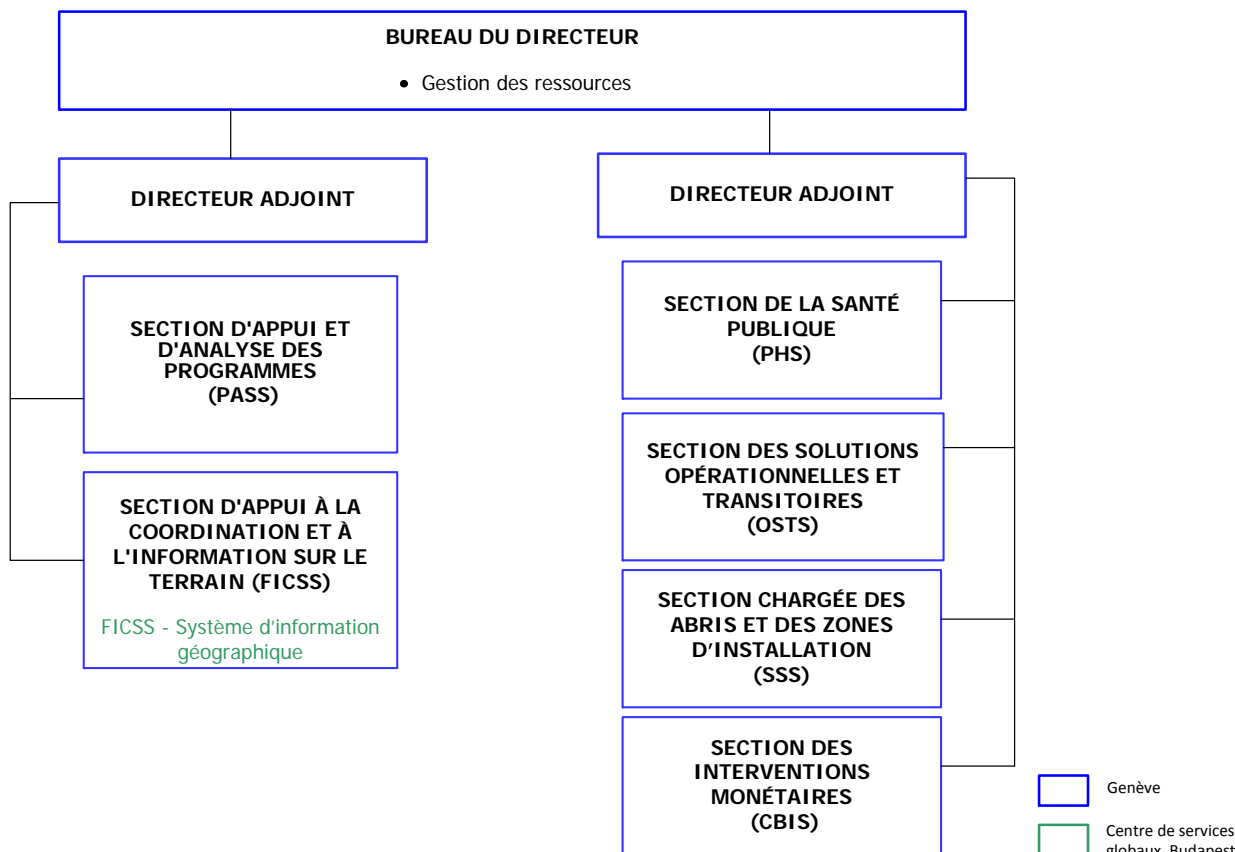 BUREAU DU DIRECTEUR
• Gestion des ressources
DIRECTEUR ADJOINT
SECTION D'APPUI ET
D'ANALYSE DES
PROGRAMMES
(PASS)
SECTION D'APPUI À LA
COORDINATION ET À
L'INFORMATION SUR LE
TERRAIN (FICSS)
FICSS - Système d'information
géographique
DIRECTEUR ADJOINT
SECTION DE LA SANTÉ
PUBLIQUE
(PHS)
SECTION DES SOLUTIONS
OPÉRATIONNELLES ET
TRANSITOIRES
(OSTS)
SECTION CHARGÉE DES
ABRIS ET DES ZONES
D’INSTALLATION
(SSS)
SECTION DES
INTERVENTIONS
MONÉTAIRES
(CBIS)
Genève
Centre de services
globaux, Budapest